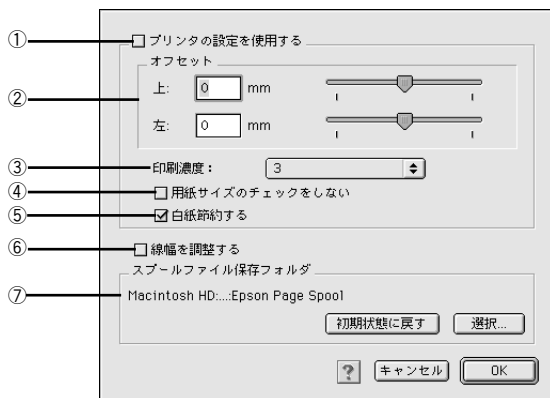 ① プリンタの設定を使用する
オフセット
②
上: 0 mm
左: 0 mm
③ 印刷濃度： 3
④ 用紙サイズのチェックをしない
⑤ 白紙節約する
⑥ 線幅を調整する
スプールファイル保存フォルダ
⑦ Macintosh HD:...:Epson Page Spool
初期状態に戻す 選択...
? キャンセル OK